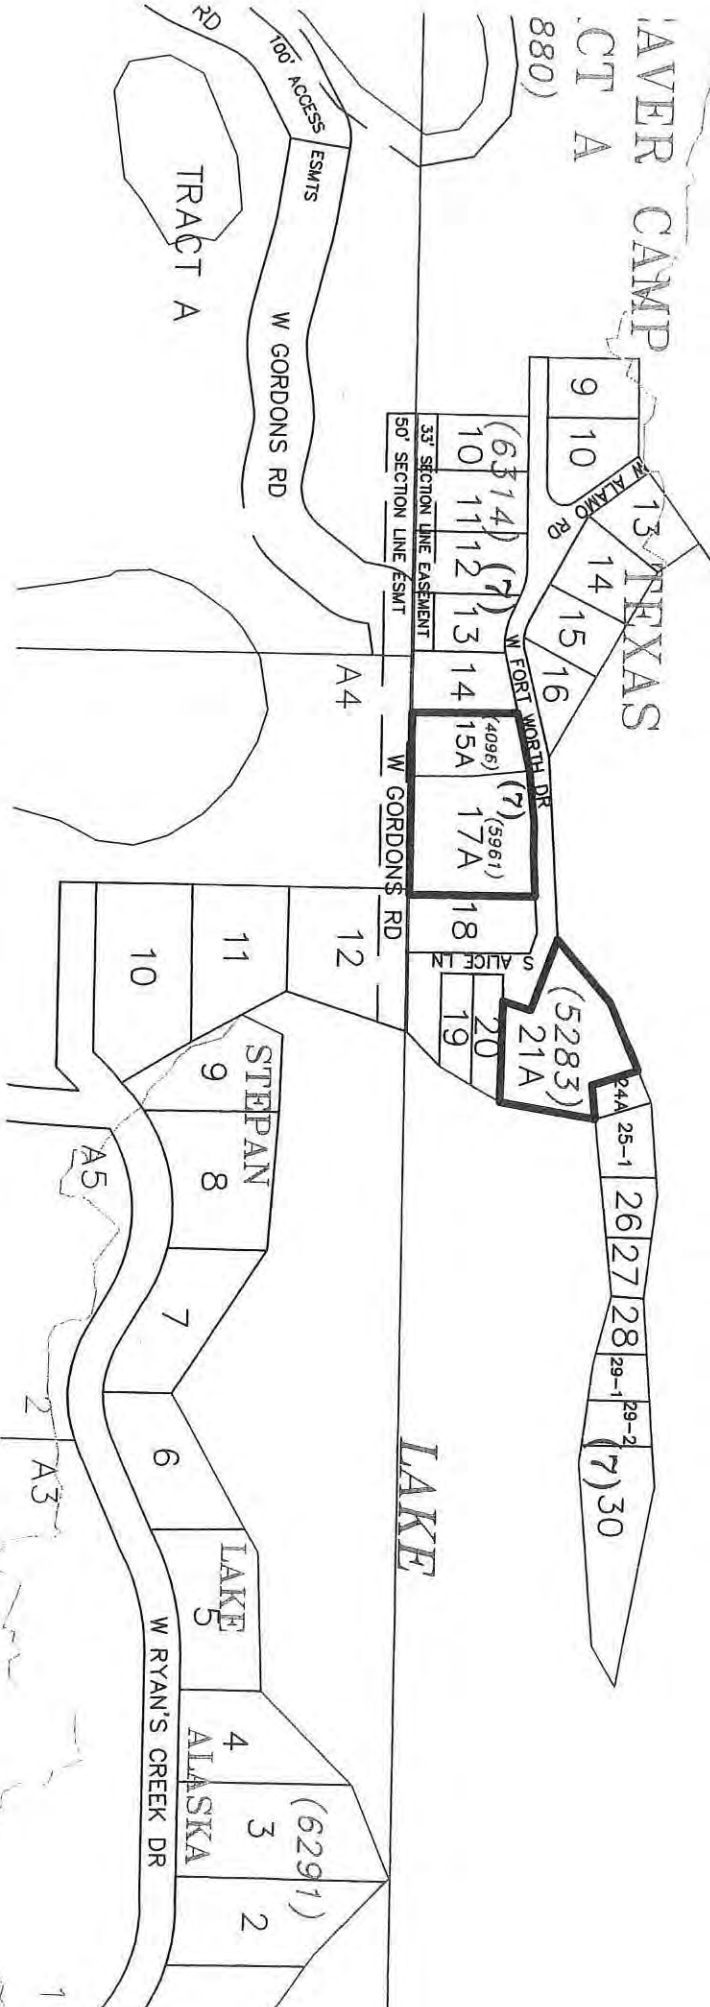 AVER CAMP
CT A
880)
TEXAS
LAKE
9
10
W ALAMO RD
13
14
15
16
(6314)
(7)
10
11
12
13
14
33' SECTION LINE EASEMENT
50' SECTION LINE ESMT
W FORT WORTH DR
(4096)
15A
(7)
(5961)
17A
18
S ALICE LN
19
20
(5283)
21A
24A
25-1
26
27
28
29-1
29-2
(7)
30
RD
100' ACCESS ESMTS
W GORDONS RD
TRACT A
A4
W GORDONS RD
12
11
10
STEPAN
9
8
A5
7
2
A3
6
LAKE
5
W RYAN'S CREEK DR
4
ALASKA
3
(6291)
2
1